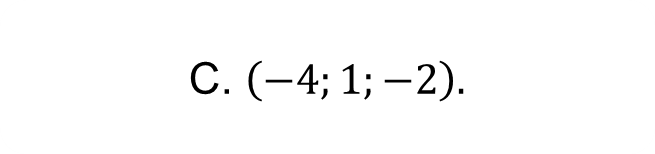 C. (−4; 1; −2).